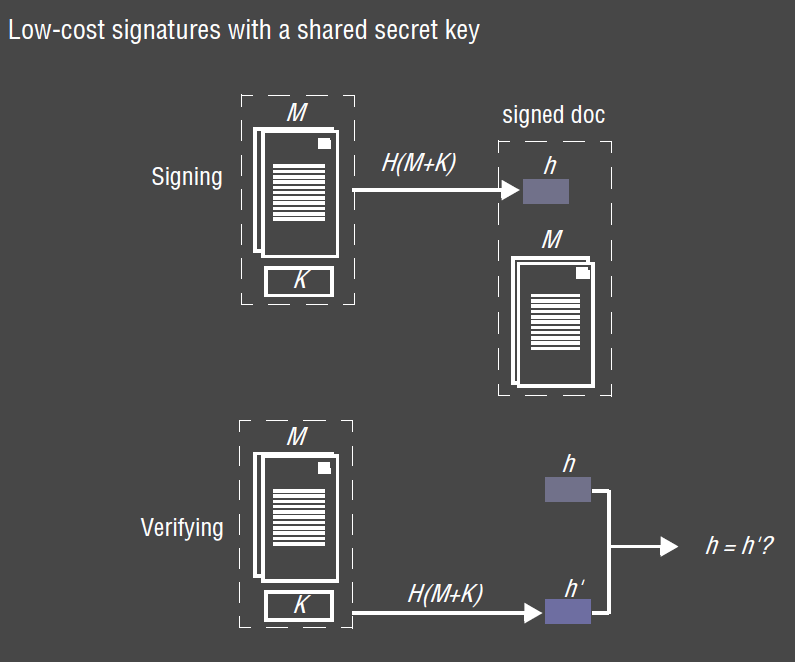 Low-cost signatures with a shared secret key
M
signed doc
Signing
H(M+K)
h
M
K
M
h
Verifying
h = h'?
H(M+K)
h'
K